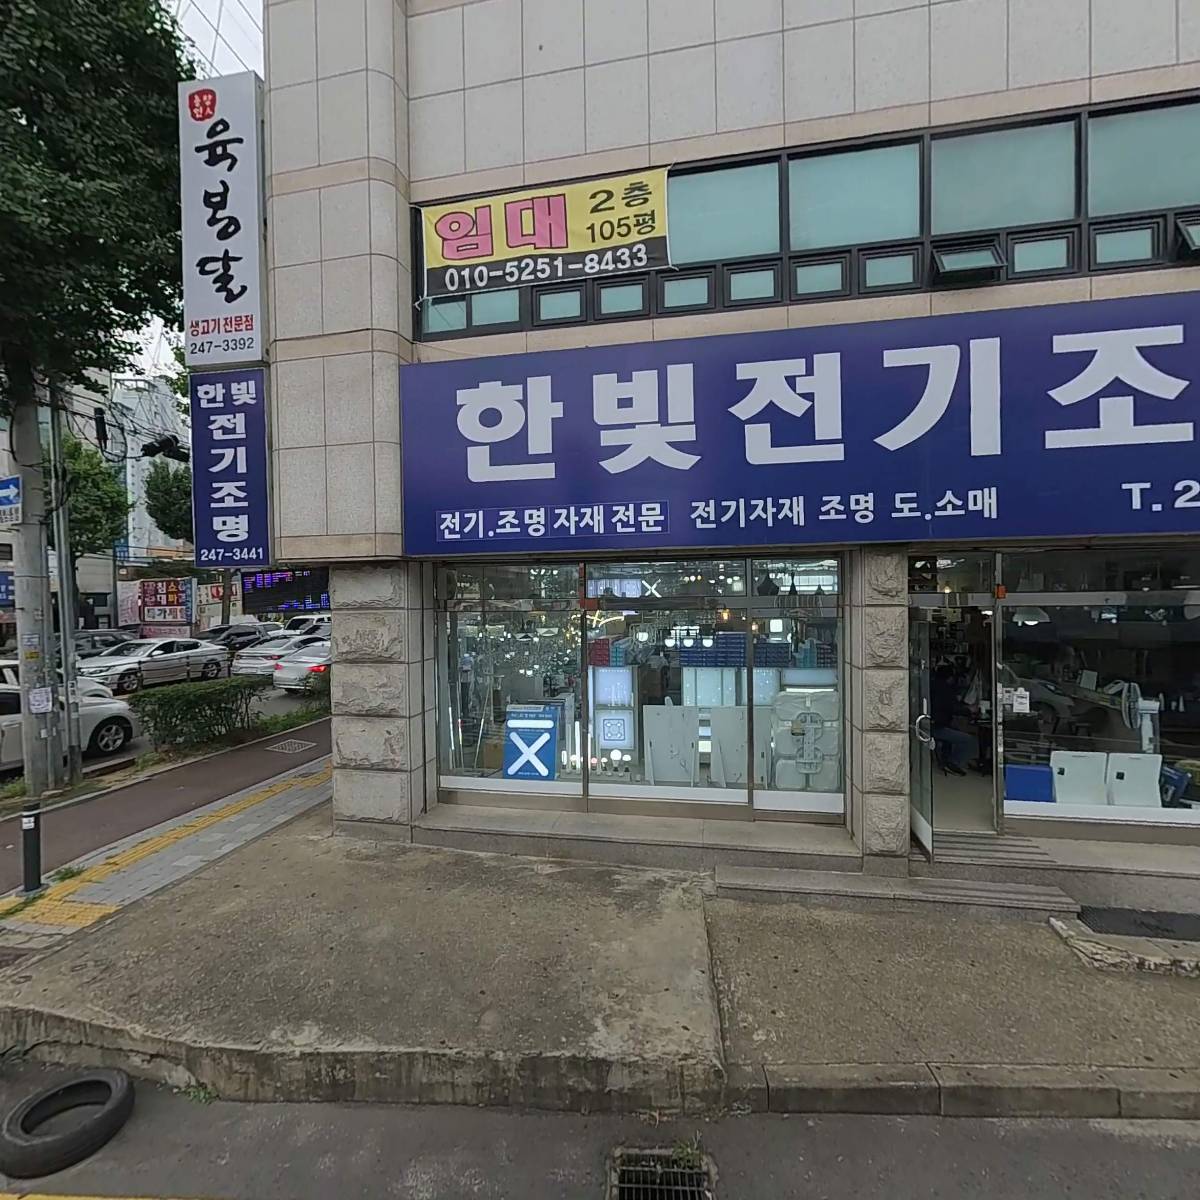 육봉달
생고기 전문점
247-3392
한빛전기조명
247-3441
임대 2층
105평
010-5251-8433
한빛전기조
전기.조명 자재 전문 전기자재 조명 도.소매
T.2